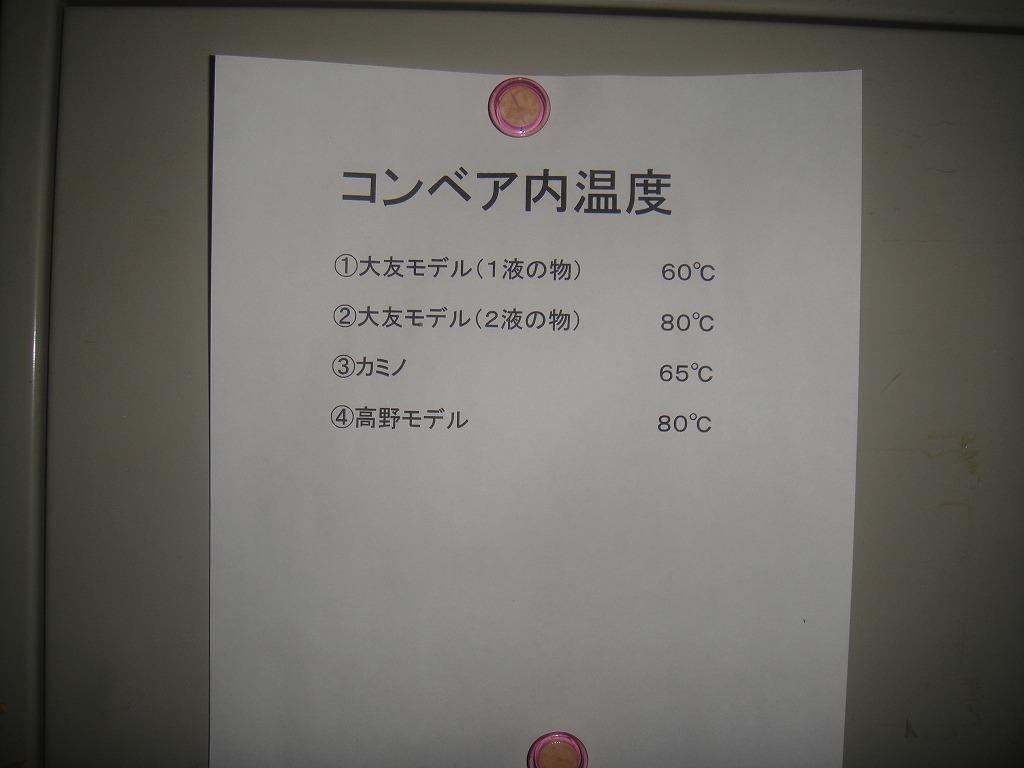 コンベア内温度
①大友モデル（１液の物） 60℃
②大友モデル（２液の物） 80℃
③カミノ 65℃
④高野モデル 80℃